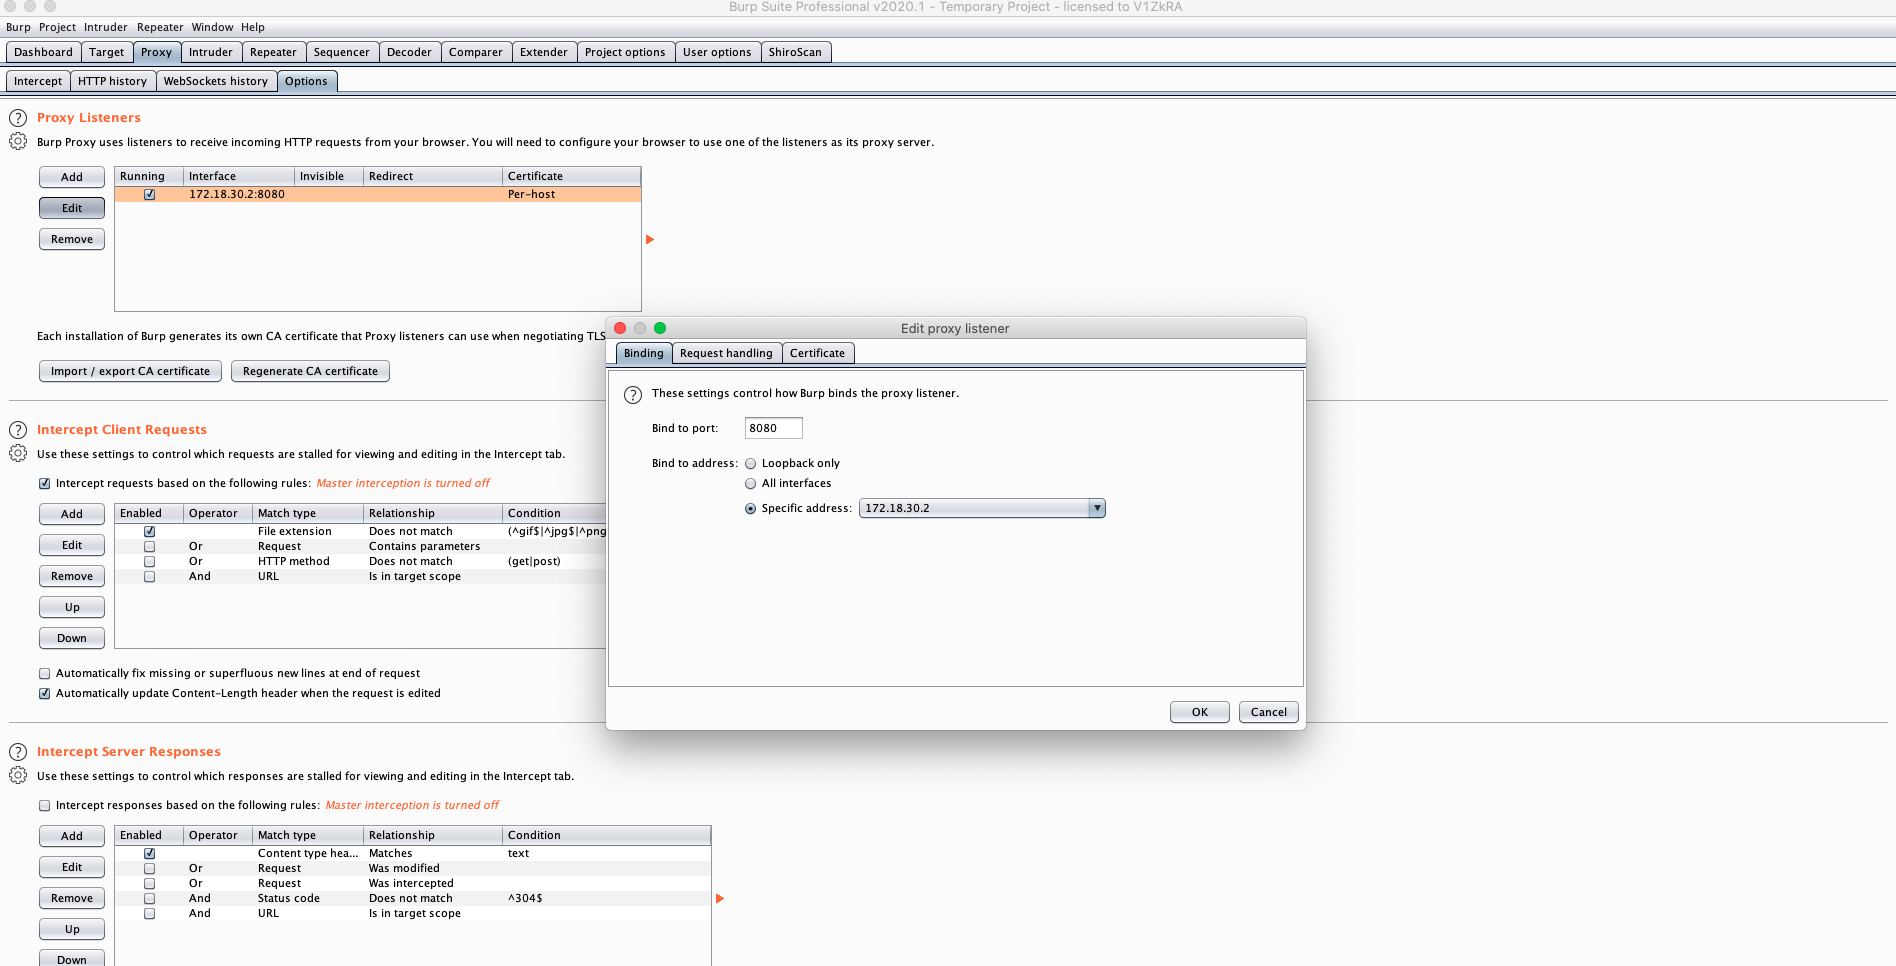 Burp Suite Professional v2020.1 - Temporary Project - licensed to V1ZkRA
Burp Project Intruder Repeater Window Help
Dashboard Target Proxy Intruder Repeater Sequencer Decoder Comparer Extender Project options User options ShiroScan
Intercept HTTP history WebSockets history Options
? Proxy Listeners
Burp Proxy uses listeners to receive incoming HTTP requests from your browser. You will need to configure your browser to use one of the listeners as its proxy server.
Add Running Interface Invisible Redirect Certificate
172.18.30.2:8080 Per-host
Edit
Remove
Each installation of Burp generates its own CA certificate that Proxy listeners can use when negotiating TLS
Import / export CA certificate Regenerate CA certificate
Edit proxy listener
Binding Request handling Certificate
? These settings control how Burp binds the proxy listener.
Bind to port: 8080
Bind to address: Loopback only
All interfaces
Specific address: 172.18.30.2
OK Cancel
? Intercept Client Requests
Use these settings to control which requests are stalled for viewing and editing in the Intercept tab.
Intercept requests based on the following rules: Master interception is turned off
Add Enabled Operator Match type Relationship Condition
File extension Does not match (^gif$|^jpg$|^png
Edit Or Request Contains parameters
Or HTTP method Does not match (get|post)
Remove And URL Is in target scope
Up
Down
Automatically fix missing or superfluous new lines at end of request
Automatically update Content-Length header when the request is edited
? Intercept Server Responses
Use these settings to control which responses are stalled for viewing and editing in the Intercept tab.
Intercept responses based on the following rules: Master interception is turned off
Add Enabled Operator Match type Relationship Condition
Content type hea... Matches text
Edit Or Request Was modified
Or Request Was intercepted
Remove And Status code Does not match ^304$
And URL Is in target scope
Up
Down